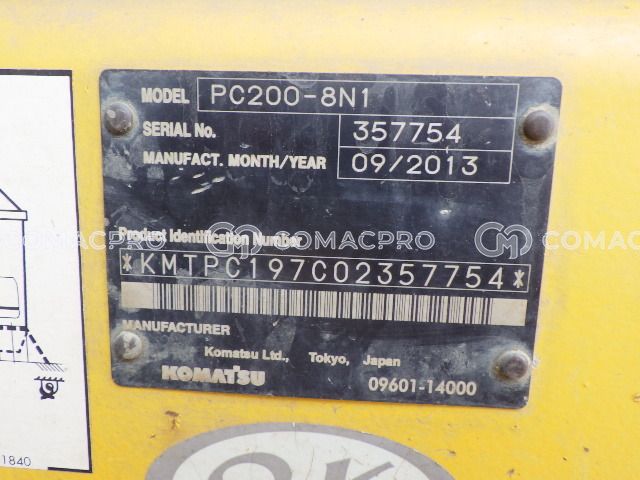 MODEL PC200-8N1
SERIAL No. 357754
MANUFACT. MONTH/YEAR 09/2013
Product Identification Number
*KMTPC197C02357754*
MANUFACTURER
Komatsu Ltd., Tokyo, Japan
KOMATSU 09601-14000
COMACPRO
COMACPRO
1840
OK